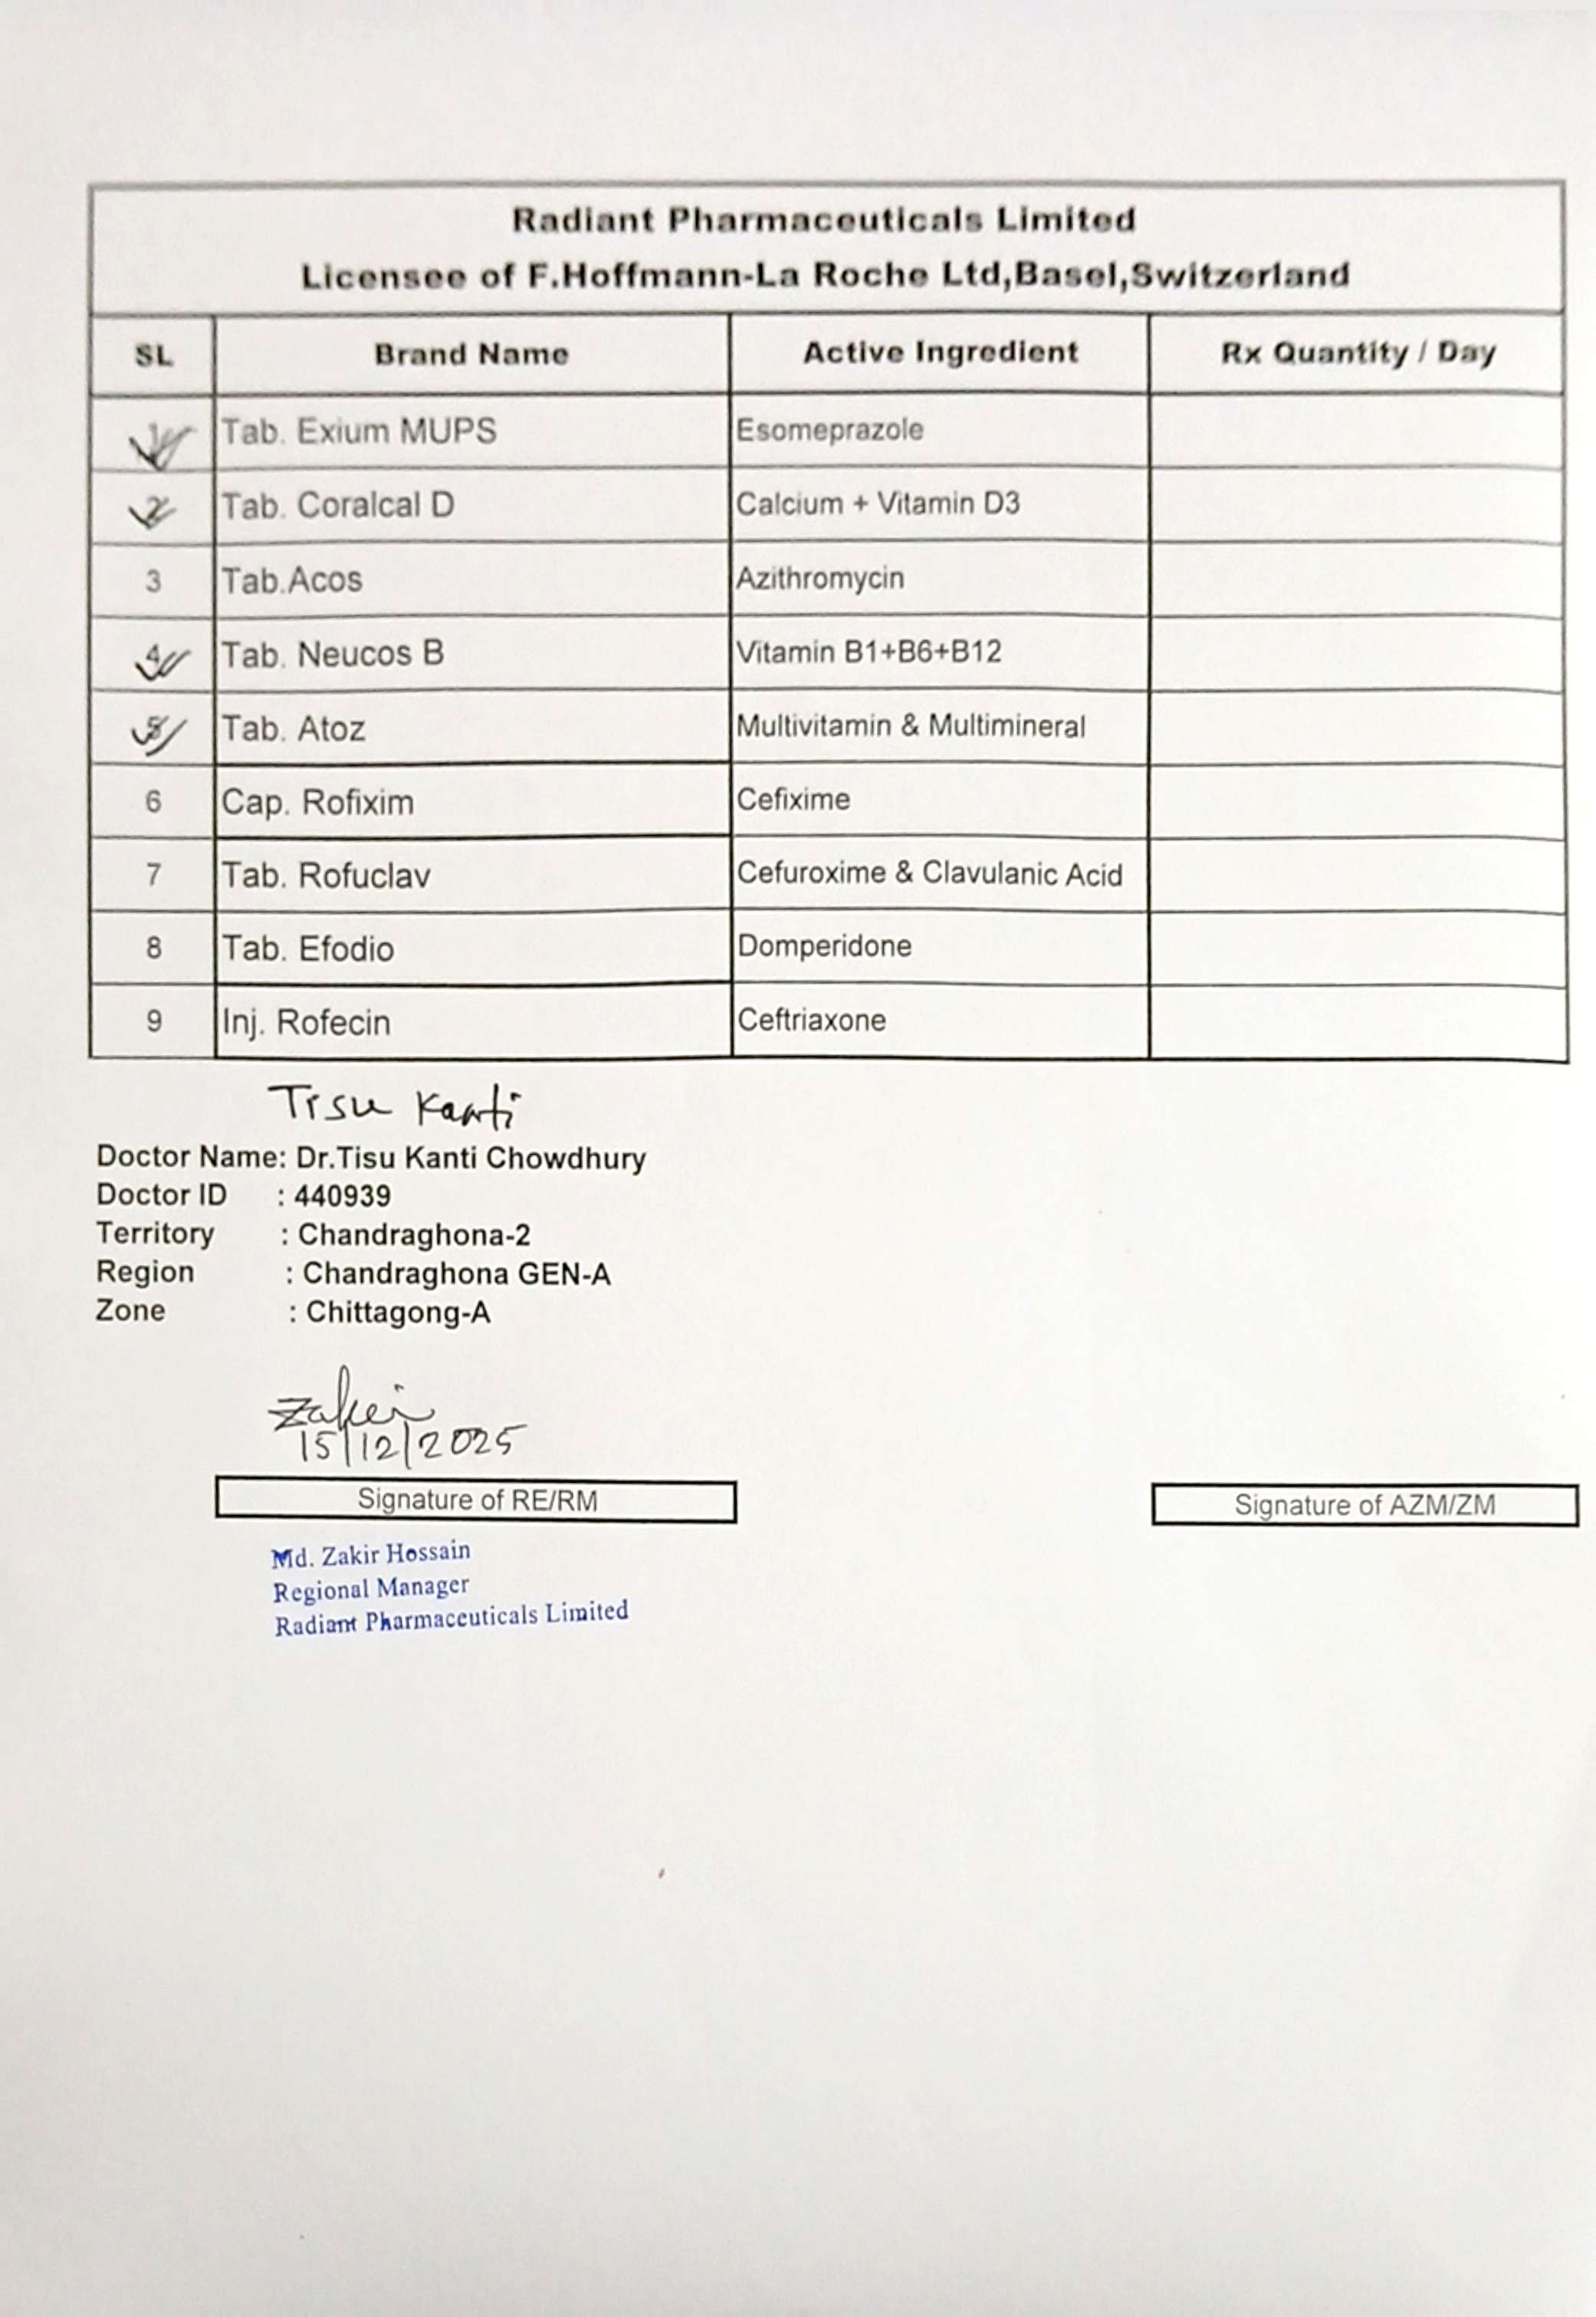 Radiant Pharmaceuticals Limited
Licensee of F.Hoffmann-La Roche Ltd,Basel,Switzerland
SL Brand Name Active Ingredient Rx Quantity / Day
1 Tab. Exium MUPS Esomeprazole
2 Tab. Coralcal D Calcium + Vitamin D3
3 Tab.Acos Azithromycin
4 Tab. Neucos B Vitamin B1+B6+B12
5 Tab. Atoz Multivitamin & Multimineral
6 Cap. Rofixim Cefixime
7 Tab. Rofuclav Cefuroxime & Clavulanic Acid
8 Tab. Efodio Domperidone
9 Inj. Rofecin Ceftriaxone
Tisu Kanti
Doctor Name: Dr.Tisu Kanti Chowdhury
Doctor ID : 440939
Territory : Chandraghona-2
Region : Chandraghona GEN-A
Zone : Chittagong-A
Zakir
15/12/2025
Signature of RE/RM Signature of AZM/ZM
Md. Zakir Hossain
Regional Manager
Radiant Pharmaceuticals Limited